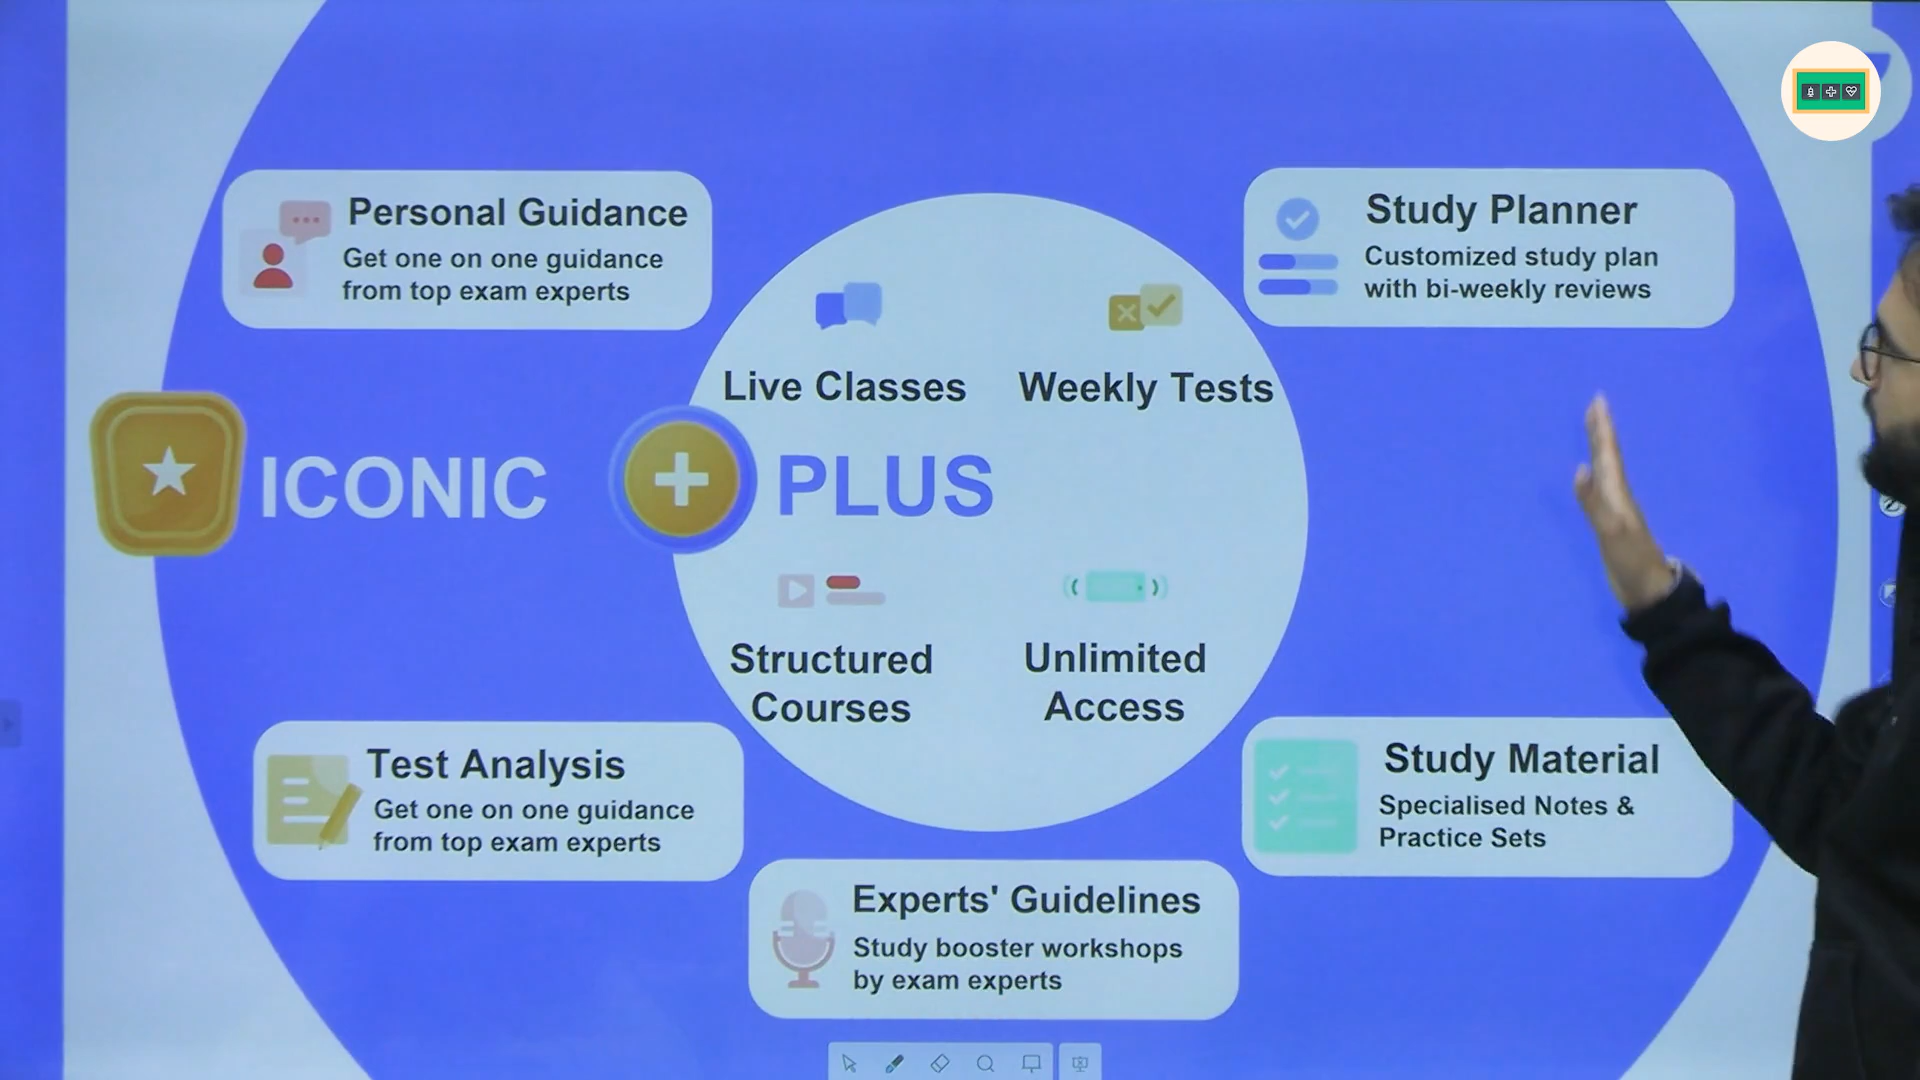 Personal Guidance
Get one on one guidance
from top exam experts
Study Planner
Customized study plan
with bi-weekly reviews
Live Classes
Weekly Tests
ICONIC
PLUS
Structured
Courses
Unlimited
Access
Test Analysis
Get one on one guidance
from top exam experts
Study Material
Specialised Notes &
Practice Sets
Experts' Guidelines
Study booster workshops
by exam experts